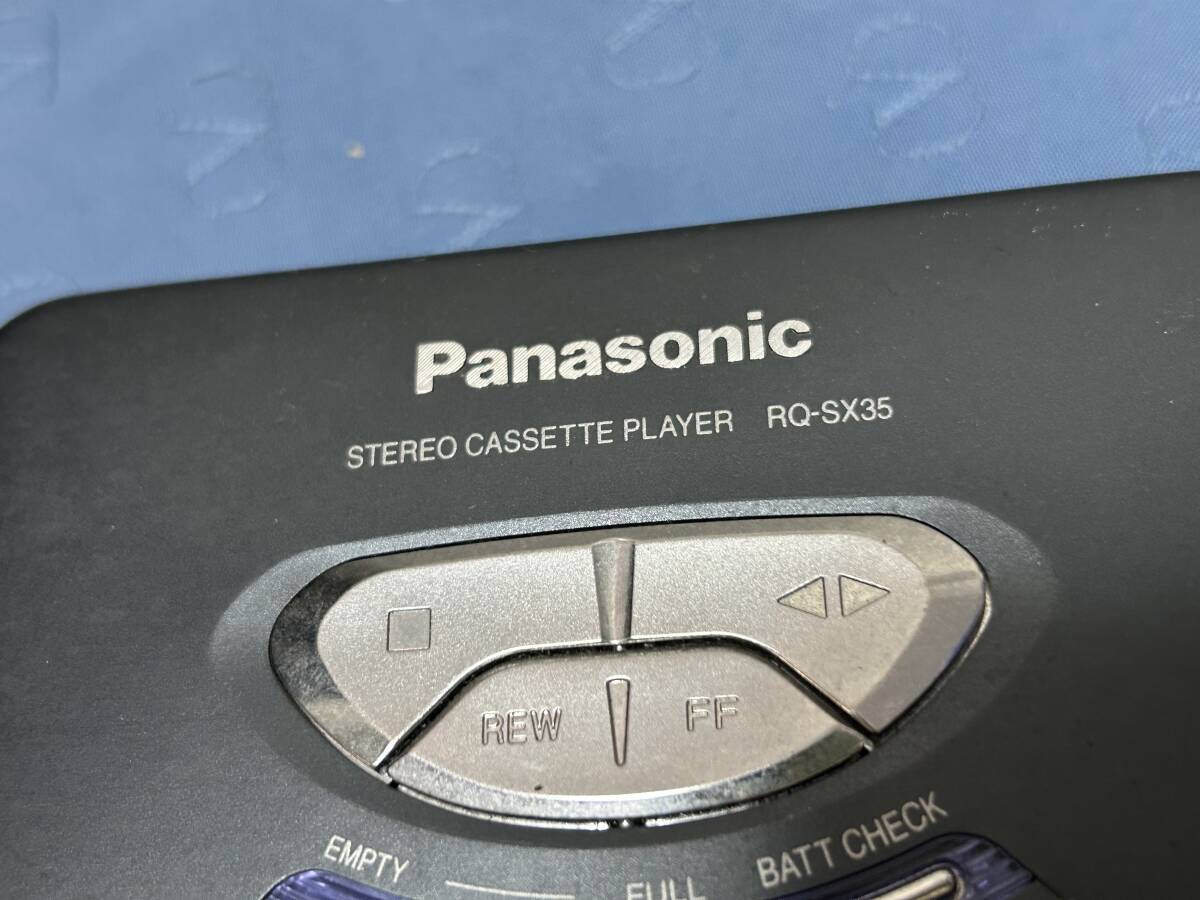 Panasonic
STEREO CASSETTE PLAYER RQ-SX35
REW FF
EMPTY FULL BATT CHECK